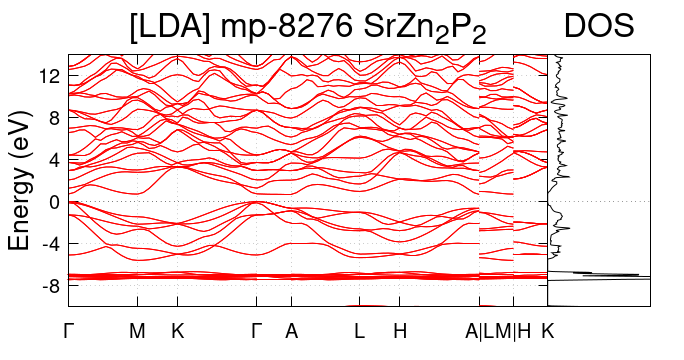 [LDA] mp-8276 SrZn2P2 DOS
Energy (eV)
12
8
4
0
-4
-8
Γ M K Γ A L H A|LM|H K